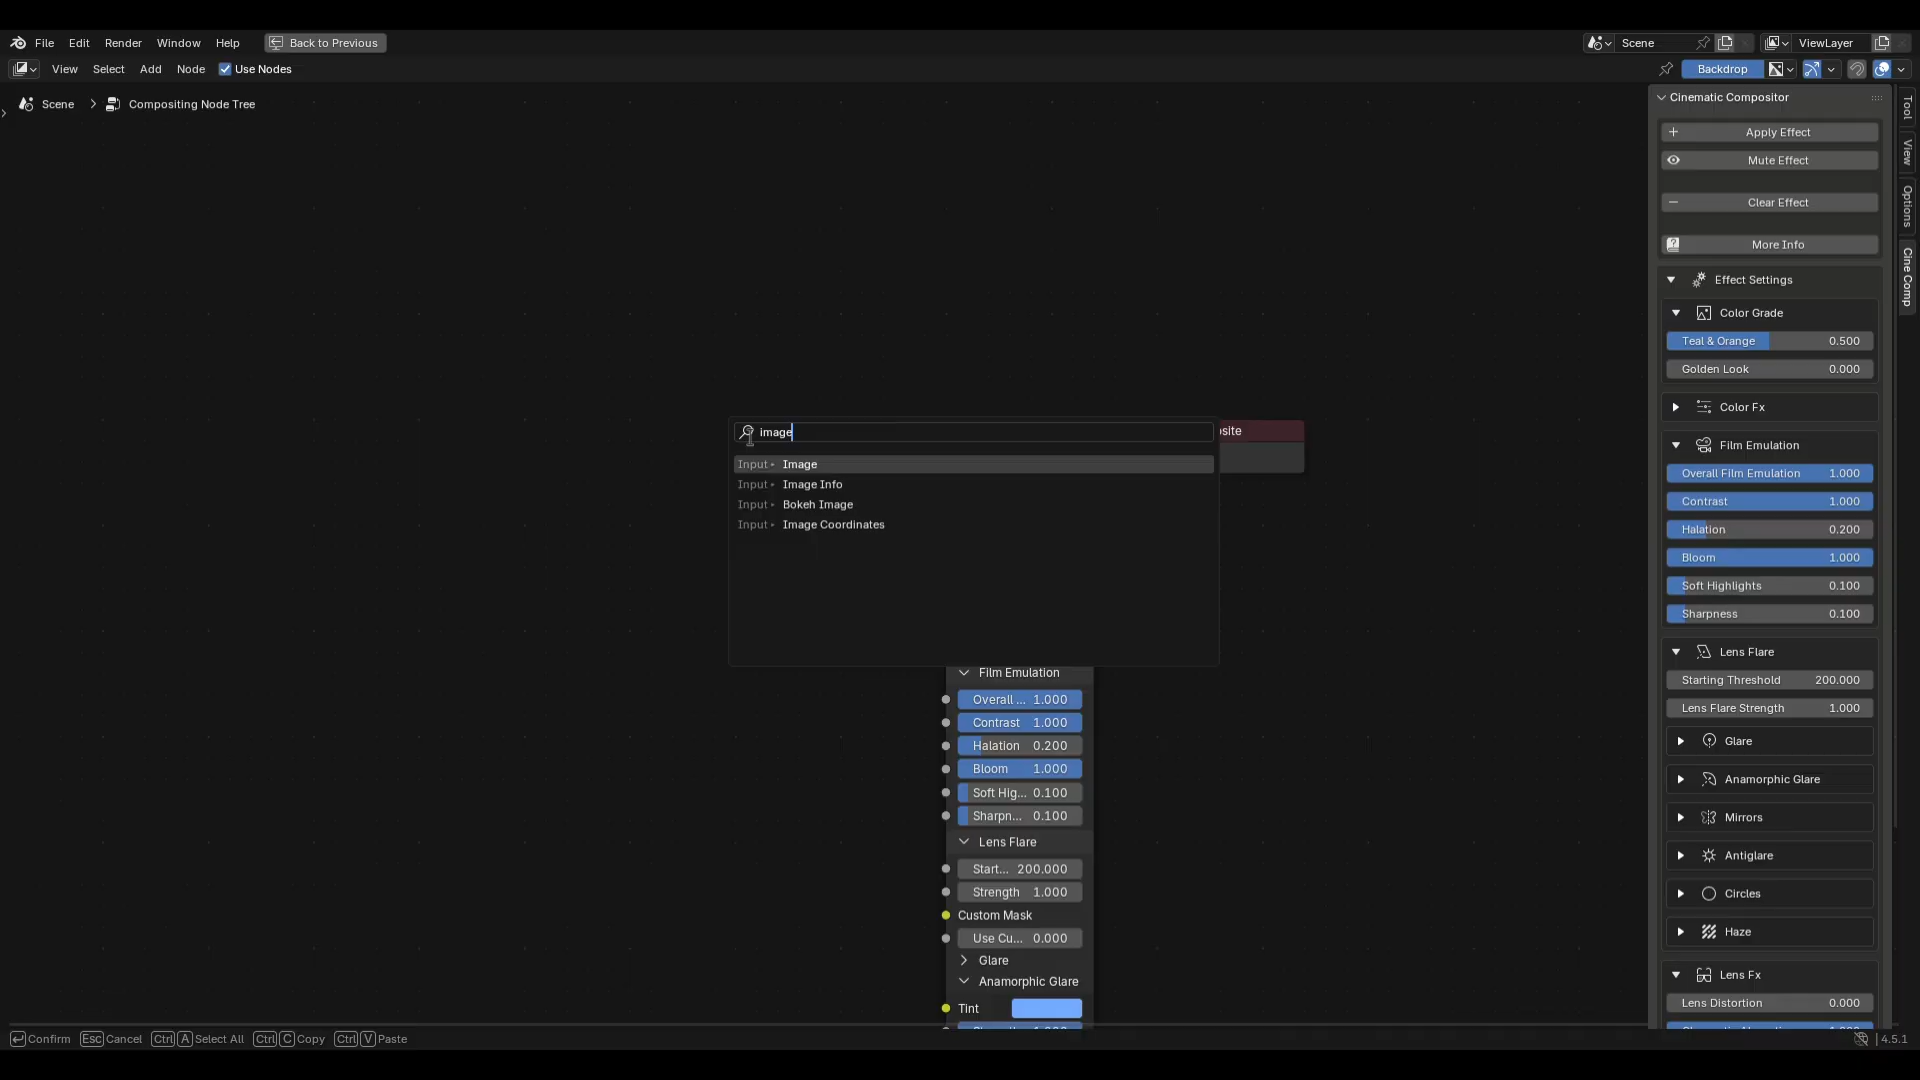 File Edit Render Window Help Back to Previous Scene ViewLayer
View Select Add Node Use Nodes Backdrop
Scene Compositing Node Tree
Cinematic Compositor
Apply Effect
Mute Effect
Clear Effect
More Info
Effect Settings
Color Grade
Teal & Orange 0.500
Golden Look 0.000
Color Fx
Film Emulation
Overall Film Emulation 1.000
Contrast 1.000
Halation 0.200
Bloom 1.000
Soft Highlights 0.100
Sharpness 0.100
Lens Flare
Starting Threshold 200.000
Lens Flare Strength 1.000
Glare
Anamorphic Glare
Mirrors
Antiglare
Circles
Haze
Lens Fx
Lens Distortion 0.000
Tool
View
Options
Cine Comp
image
site
Input Image
Input Image Info
Input Bokeh Image
Input Image Coordinates
Film Emulation
Overall ... 1.000
Contrast 1.000
Halation 0.200
Bloom 1.000
Soft Hig... 0.100
Sharpn... 0.100
Lens Flare
Start... 200.000
Strength 1.000
Custom Mask
Use Cu... 0.000
Glare
Anamorphic Glare
Tint
Confirm Esc Cancel Ctrl A Select All Ctrl C Copy Ctrl V Paste
4.5.1